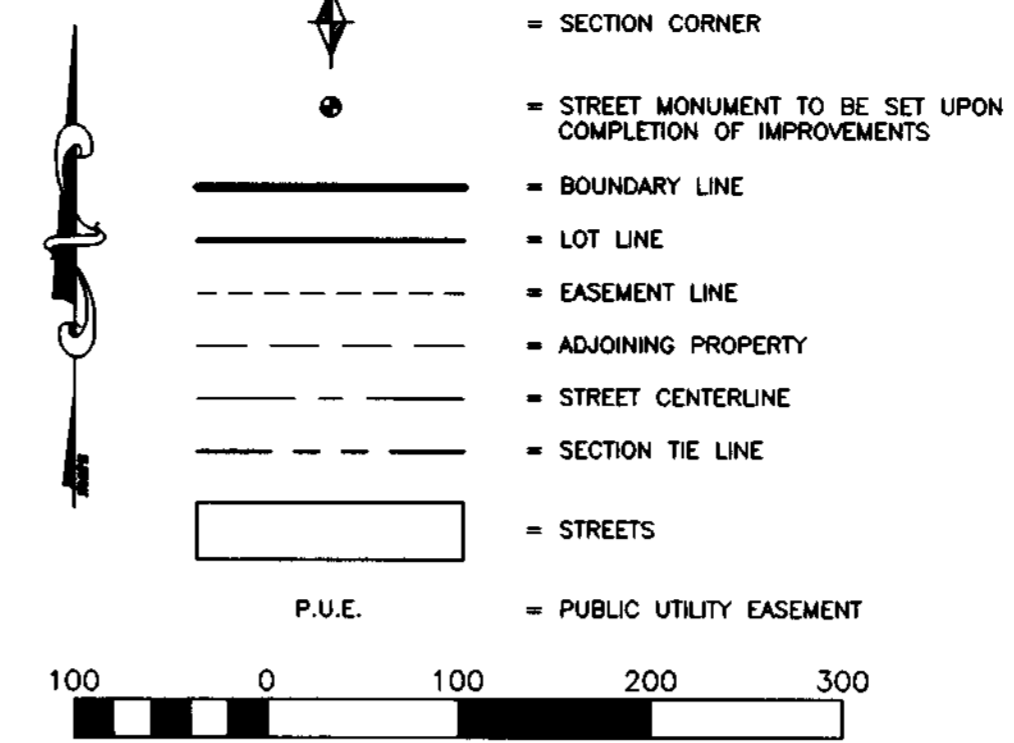 = SECTION CORNER
= STREET MONUMENT TO BE SET UPON
COMPLETION OF IMPROVEMENTS
= BOUNDARY LINE
= LOT LINE
= EASEMENT LINE
= ADJOINING PROPERTY
= STREET CENTERLINE
= SECTION TIE LINE
= STREETS
P.U.E. = PUBLIC UTILITY EASEMENT
100 0 100 200 300